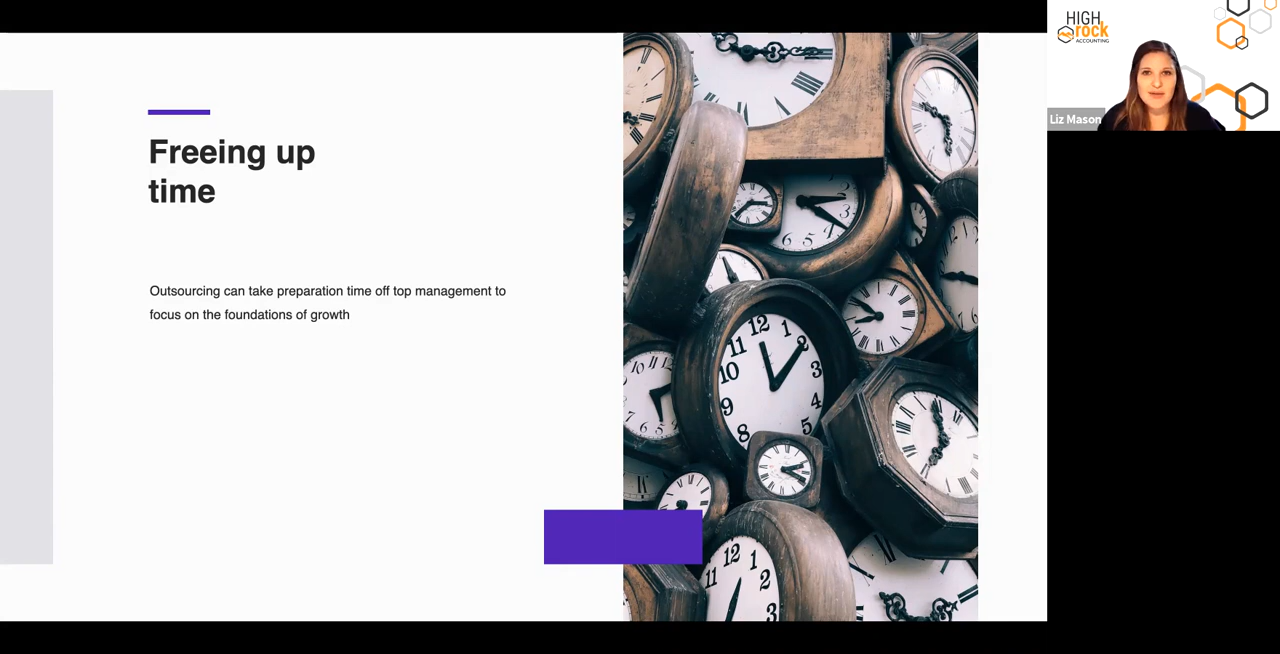 Freeing up
time
Outsourcing can take preparation time off top management to
focus on the foundations of growth
HIGH
rock
ACCOUNTING
Liz Mason